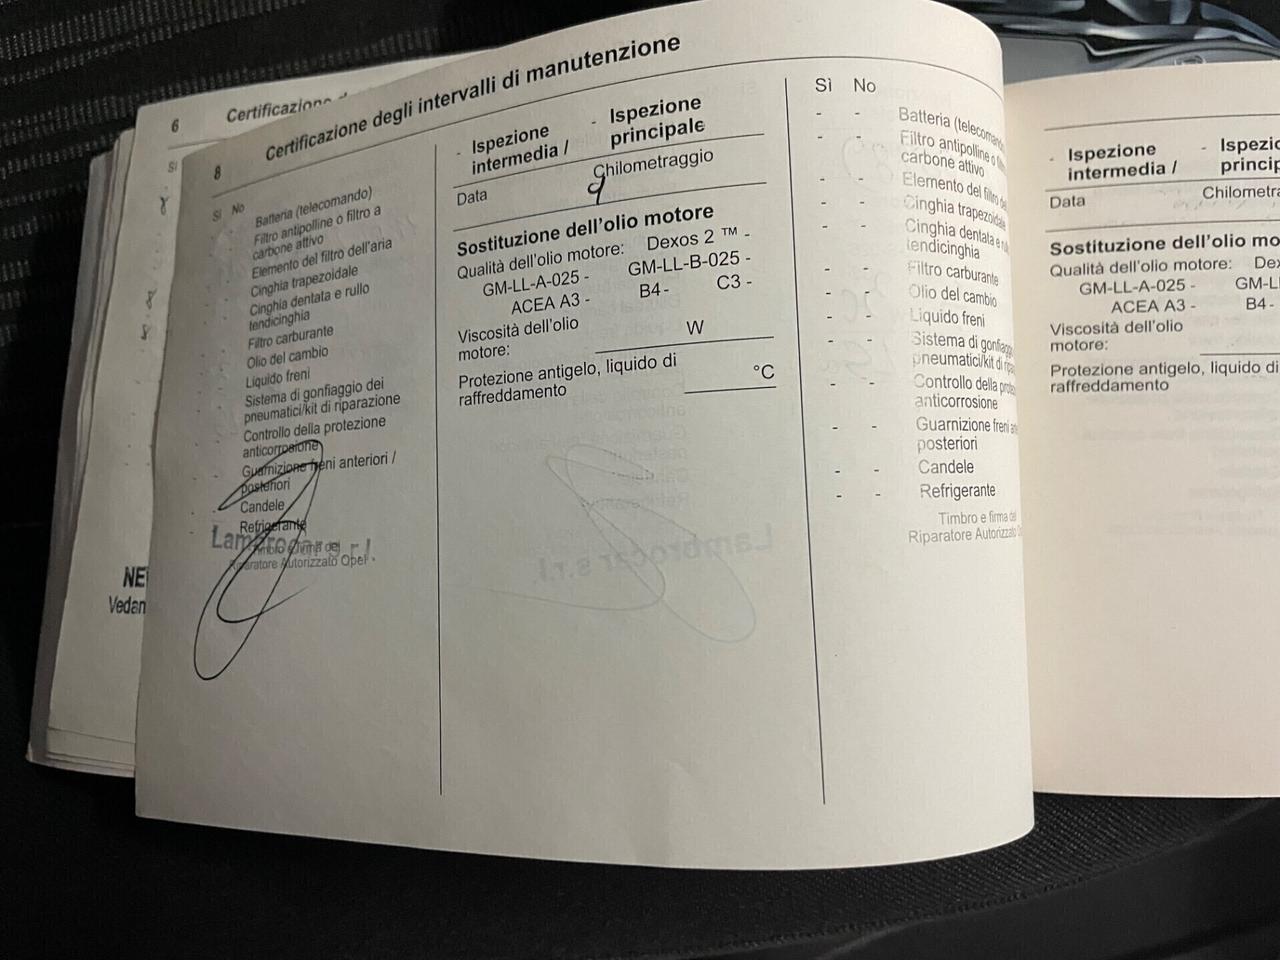 6
Certificazione
Sì
NE
Vedan
8
Certificazione degli intervalli di manutenzione
Sì No
Batteria (telecomando)
Filtro antipolline o filtro a
carbone attivo
Elemento del filtro dell'aria
Cinghia trapezoidale
Cinghia dentata e rullo
tendicinghia
Filtro carburante
Olio del cambio
Liquido freni
Sistema di gonfiaggio dei
pneumatici/kit di riparazione
Controllo della protezione
anticorrosione
Guarnizione freni anteriori /
posteriori
Candele
Refrigerante
Lambrocar s.r.l.
Timbro e firma del
Riparatore Autorizzato Opel
- Ispezione - Ispezione
intermedia / principale
Data Chilometraggio
9
Sostituzione dell'olio motore
Qualità dell'olio motore: Dexos 2 ™ -
GM-LL-A-025 - GM-LL-B-025 -
ACEA A3 - B4 - C3 -
Viscosità dell'olio
motore: W
Protezione antigelo, liquido di
raffreddamento °C
Sì No
- - Batteria (telecomando
- - Filtro antipolline o
carbone attivo
- - Elemento del filtro
- - Cinghia trapezoidale
- - Cinghia dentata e
tendicinghia
- - Filtro carburante
- - Olio del cambio
- - Liquido freni
- - Sistema di gonfiaggio
pneumatici/kit di
- - Controllo della
anticorrosione
- - Guarnizione freni
posteriori
- - Candele
- - Refrigerante
Timbro e firma del
Riparatore Autorizzato
- Ispezione - Ispezio
intermedia / princip
Data Chilometra
Sostituzione dell'olio mo
Qualità dell'olio motore: De
GM-LL-A-025 - GM-L
ACEA A3 - B4 -
Viscosità dell'olio
motore:
Protezione antigelo, liquido di
raffreddamento